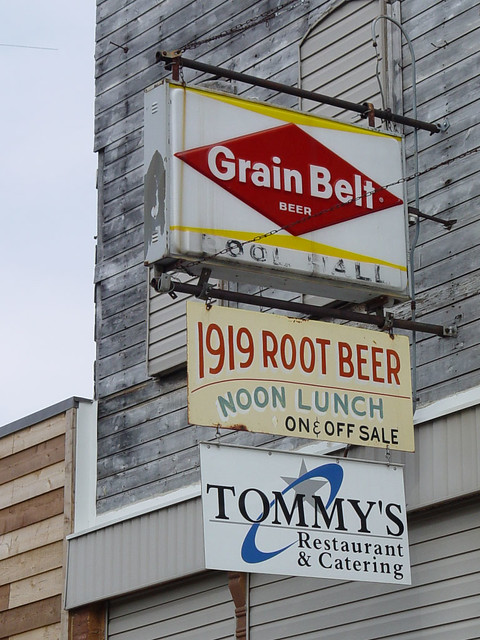 Grain Belt
BEER
1919 ROOT BEER
NOON LUNCH
ON & OFF SALE
TOMMY'S
Restaurant
& Catering